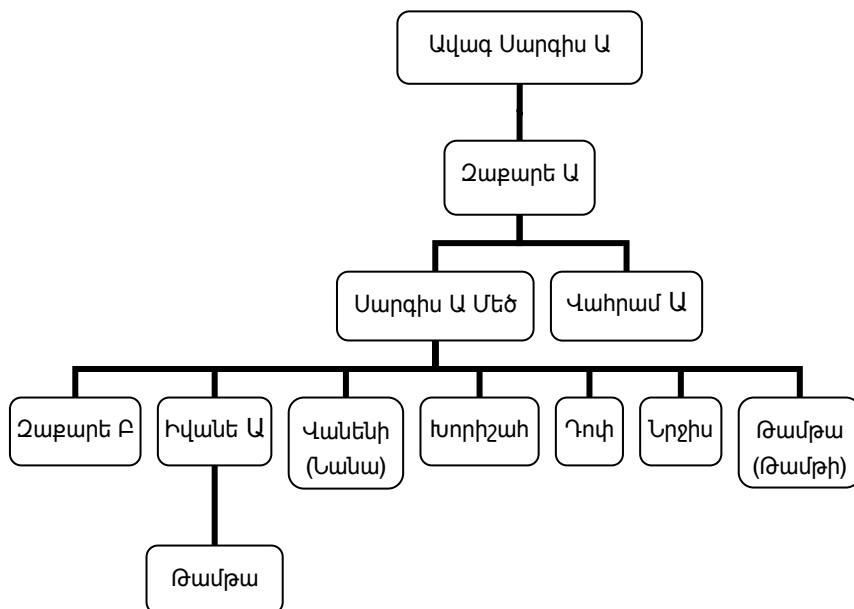 Ավագ Սարգիս Ա
Զաքարե Ա
Սարգիս Ա Մեծ
Վահրամ Ա
Զաքարե Բ
Իվանե Ա
Վանենի
(Նանա)
Խորիշահ
Դոփ
Նրջիս
Թամթա
(Թամթի)
Թամթա